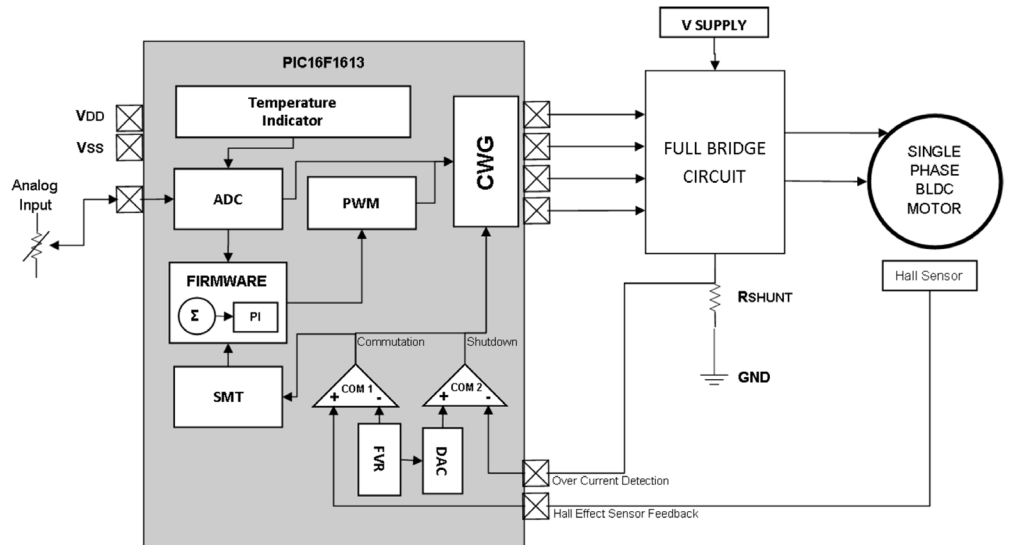 V SUPPLY
PIC16F1613
Temperature
Indicator
VDD
VSS
CWG
FULL BRIDGE
CIRCUIT
SINGLE
PHASE
BLDC
MOTOR
Analog
Input
ADC
PWM
Hall Sensor
FIRMWARE
Σ
PI
RSHUNT
Commutation
Shutdown
GND
SMT
COM 1
+
-
COM 2
+
-
FVR
DAC
Over Current Detection
Hall Effect Sensor Feedback